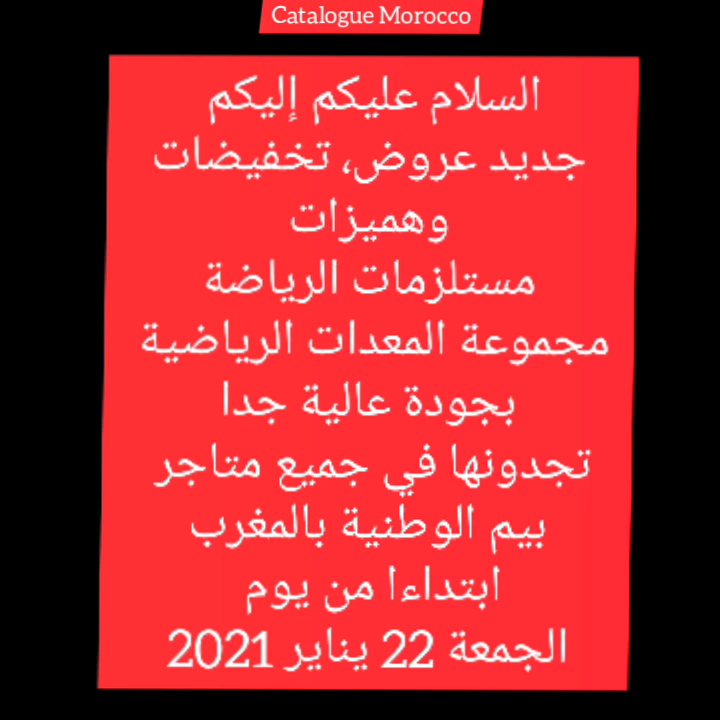 Catalogue Morocco
السلام عليكم إليكم
جديد عروض، تخفيضات
وهميزات
مستلزمات الرياضة
مجموعة المعدات الرياضية
بجودة عالية جدا
تجدونها في جميع متاجر
بيم الوطنية بالمغرب
ابتداءا من يوم
الجمعة 22 يناير 2021